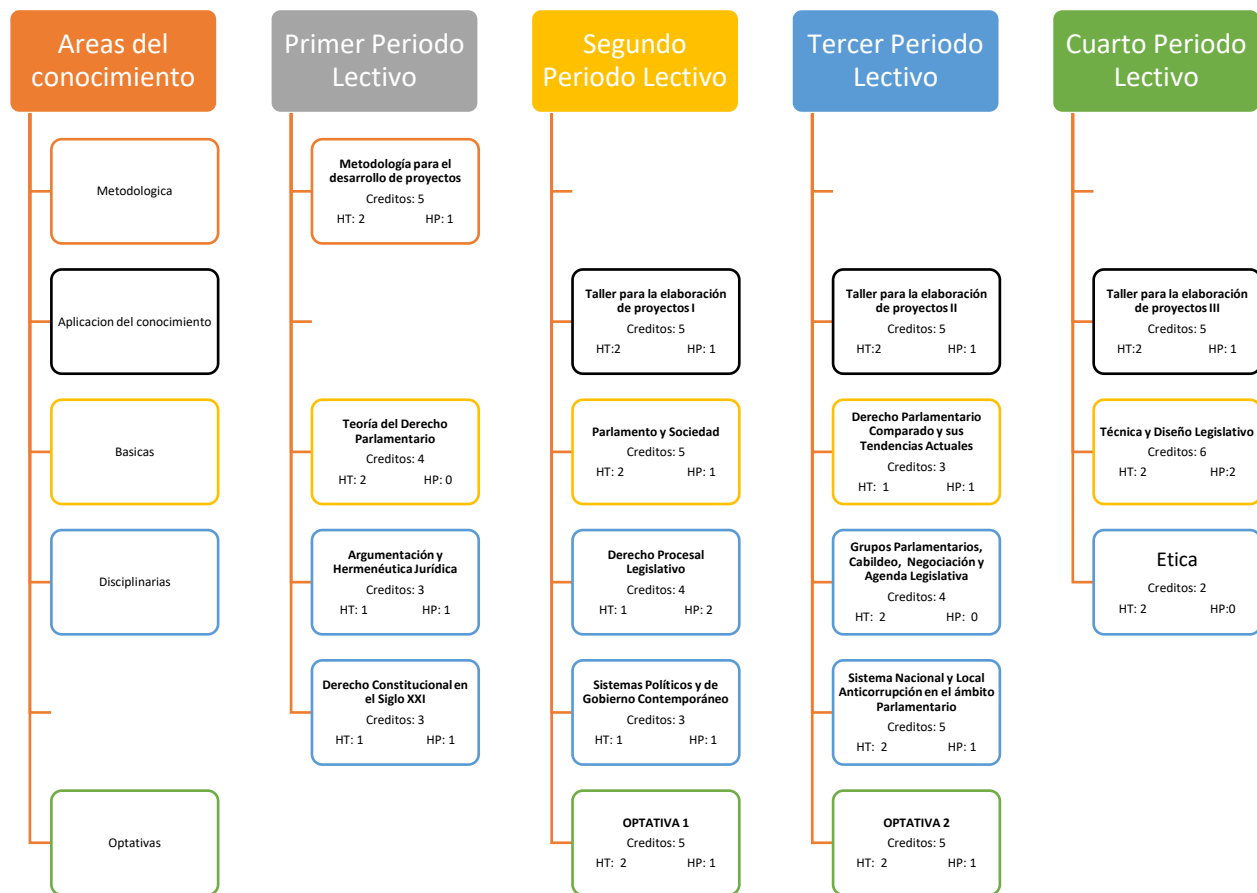 Areas del
conocimiento
Metodologica
Aplicacion del conocimiento
Basicas
Disciplinarias
Optativas
Primer Periodo
Lectivo
Metodología para el
desarrollo de proyectos
Creditos: 5
HT: 2 HP: 1
Teoría del Derecho
Parlamentario
Creditos: 4
HT: 2 HP: 0
Argumentación y
Hermenéutica Jurídica
Creditos: 3
HT: 1 HP: 1
Derecho Constitucional en
el Siglo XXI
Creditos: 3
HT: 1 HP: 1
Segundo
Periodo Lectivo
Taller para la elaboración
de proyectos I
Creditos: 5
HT:2 HP: 1
Parlamento y Sociedad
Creditos: 5
HT: 2 HP: 1
Derecho Procesal
Legislativo
Creditos: 4
HT: 1 HP: 2
Sistemas Políticos y de
Gobierno Contemporáneo
Creditos: 3
HT: 1 HP: 1
OPTATIVA 1
Creditos: 5
HT: 2 HP: 1
Tercer Periodo
Lectivo
Taller para la elaboración
de proyectos II
Creditos: 5
HT:2 HP: 1
Derecho Parlamentario
Comparado y sus
Tendencias Actuales
Creditos: 3
HT: 1 HP: 1
Grupos Parlamentarios,
Cabildeo, Negociación y
Agenda Legislativa
Creditos: 4
HT: 2 HP: 0
Sistema Nacional y Local
Anticorrupción en el ámbito
Parlamentario
Creditos: 5
HT: 2 HP: 1
OPTATIVA 2
Creditos: 5
HT: 2 HP: 1
Cuarto Periodo
Lectivo
Taller para la elaboración
de proyectos III
Creditos: 5
HT:2 HP: 1
Técnica y Diseño Legislativo
Creditos: 6
HT: 2 HP:2
Etica
Creditos: 2
HT: 2 HP:0